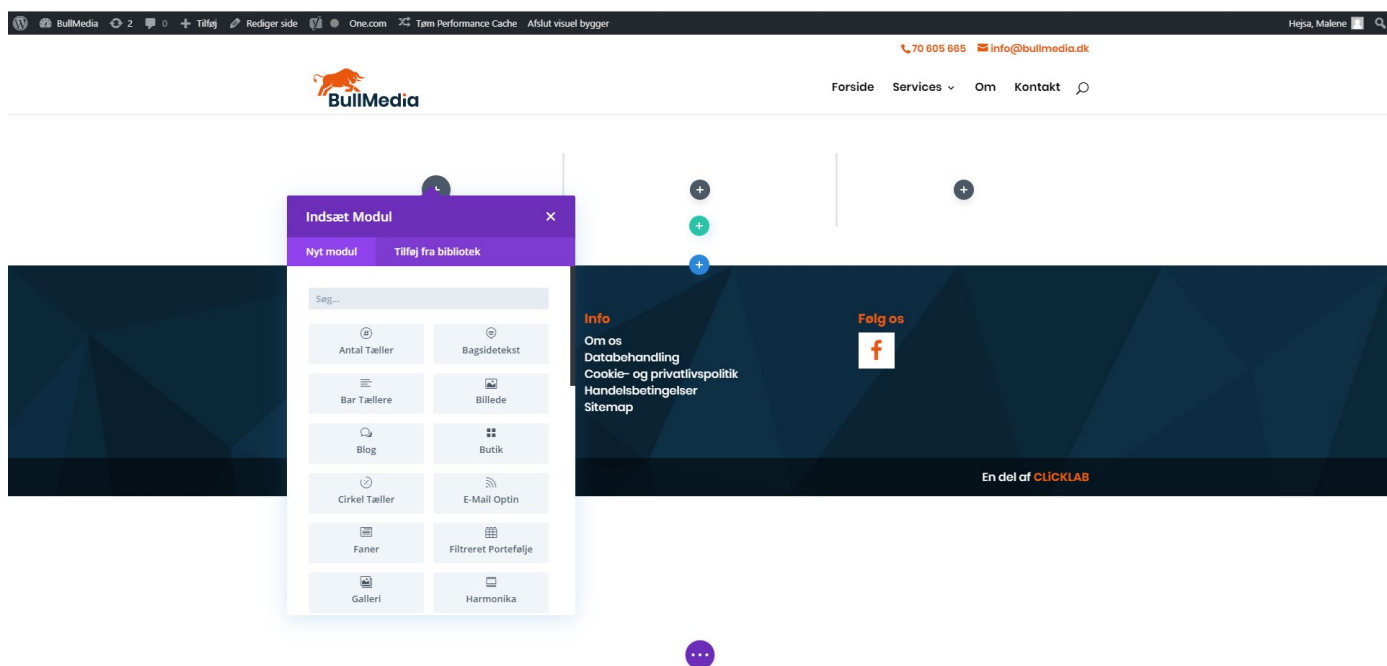 BullMedia 2 0 Tilføj Rediger side One.com Tøm Performance Cache Afslut visuel bygger Hejsa, Malene
70 605 665 info@bullmedia.dk
BullMedia
Forside Services Om Kontakt
Indsæt Modul
Nyt modul Tilføj fra bibliotek
Søg...
Antal Tæller Bagsidetekst
Bar Tællere Billede
Blog Butik
Cirkel Tæller E-Mail Optin
Faner Filtreret Portefølje
Galleri Harmonika
Info
Om os
Databehandling
Cookie- og privatlivspolitik
Handelsbetingelser
Sitemap
Følg os
En del af CLiCKLAB